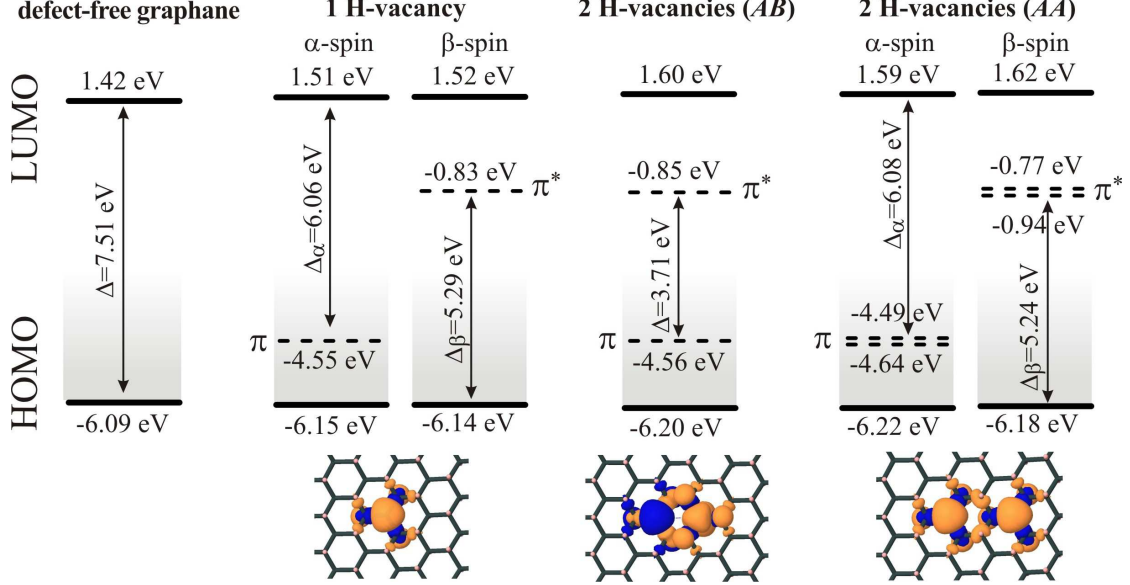 defect-free graphane
1 H-vacancy
2 H-vacancies (AB)
2 H-vacancies (AA)
α-spin
β-spin
α-spin
β-spin
LUMO
1.42 eV
1.51 eV
1.52 eV
1.60 eV
1.59 eV
1.62 eV
-0.83 eV
π*
-0.85 eV
π*
-0.77 eV
π*
-0.94 eV
Δ=7.51 eV
Δα=6.06 eV
Δβ=5.29 eV
Δ=3.71 eV
Δα=6.08 eV
Δβ=5.24 eV
HOMO
π
-4.55 eV
π
-4.56 eV
-4.49 eV
π
-4.64 eV
-6.09 eV
-6.15 eV
-6.14 eV
-6.20 eV
-6.22 eV
-6.18 eV